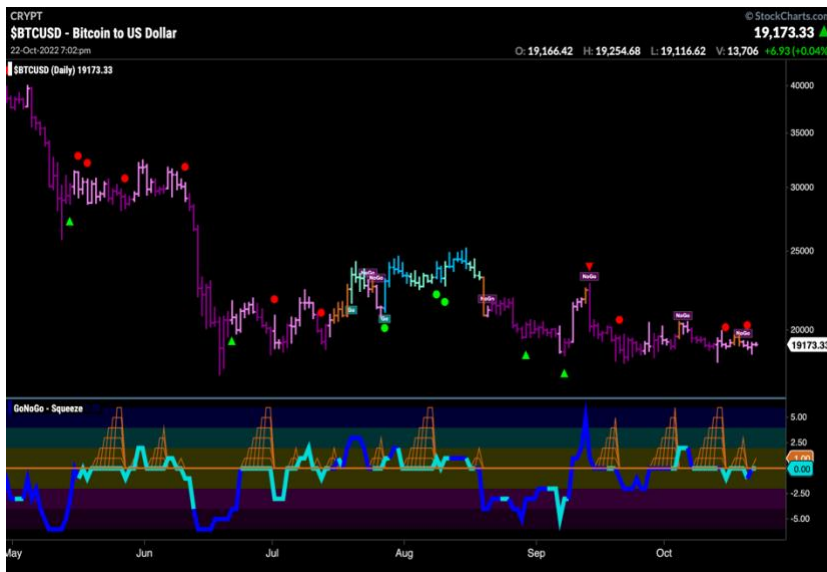 CRYPT
© StockCharts.com
$BTCUSD - Bitcoin to US Dollar
19,173.33
22-Oct-2022 7:02pm
O: 19,166.42 H: 19,254.68 L: 19,116.62 V: 13,706 +6.93 (+0.04%
$BTCUSD (Daily) 19173.33
40000
35000
30000
25000
NoGo
NoGo
NoGo
NoGo
Go
Go
NoGo
NoGo
20000
19173.33
GoNoGo - Squeeze
5.00
2.50
1.00
0.00
-2.50
-5.00
May Jun Jul Aug Sep Oct